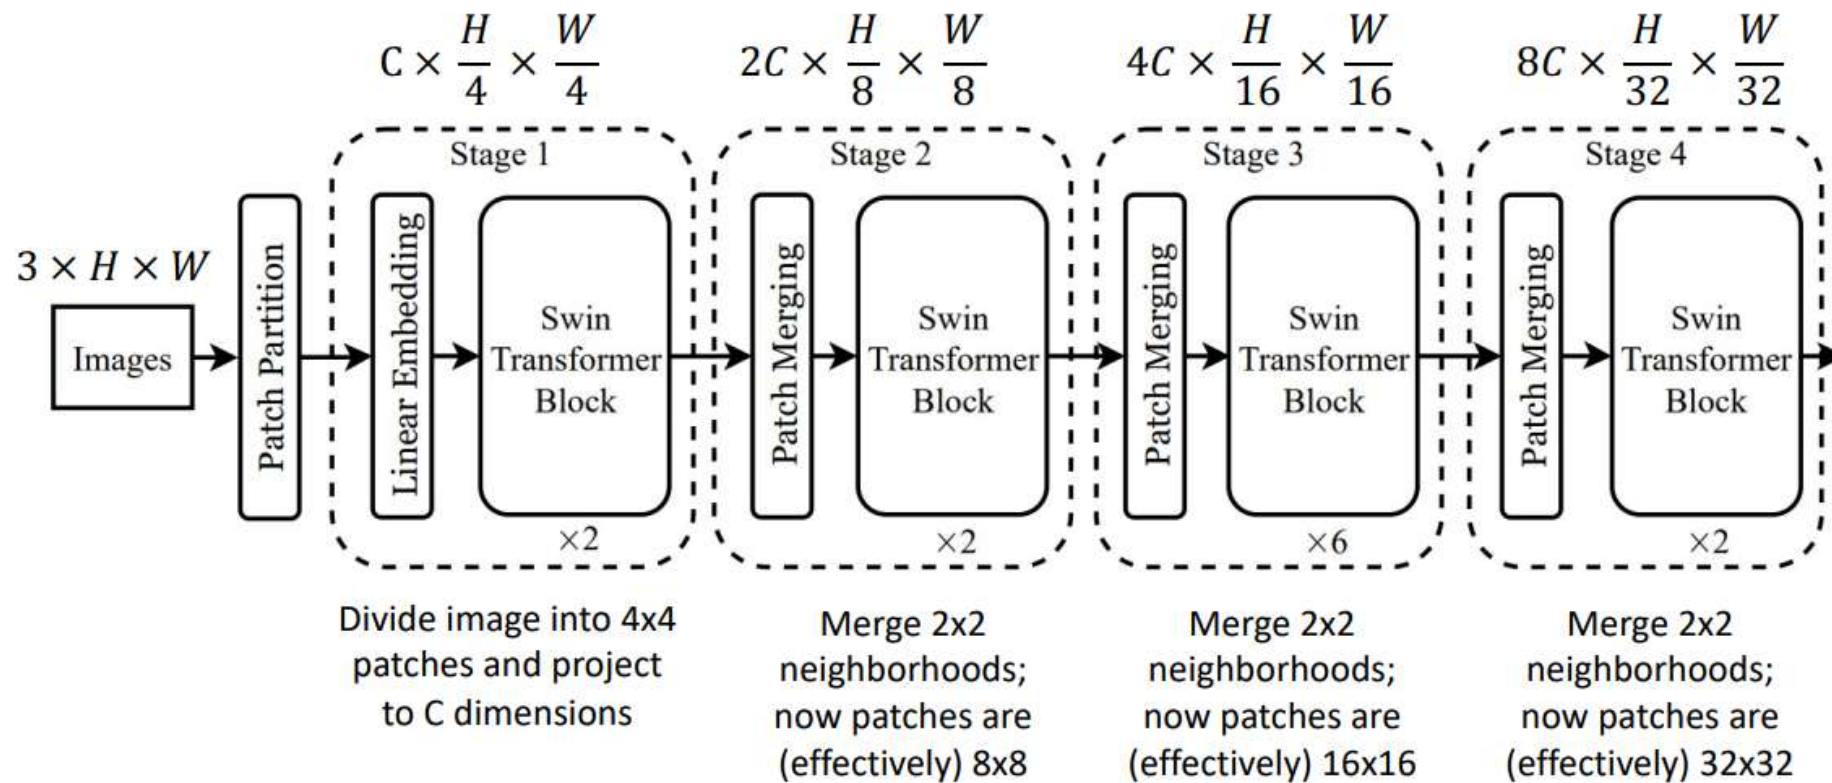 C × H/4 × W/4
2C × H/8 × W/8
4C × H/16 × W/16
8C × H/32 × W/32
3 × H × W
Images
Patch Partition
Stage 1
Linear Embedding
Swin
Transformer
Block
×2
Stage 2
Patch Merging
Swin
Transformer
Block
×2
Stage 3
Patch Merging
Swin
Transformer
Block
×6
Stage 4
Patch Merging
Swin
Transformer
Block
×2
Divide image into 4x4
patches and project
to C dimensions
Merge 2x2
neighborhoods;
now patches are
(effectively) 8x8
Merge 2x2
neighborhoods;
now patches are
(effectively) 16x16
Merge 2x2
neighborhoods;
now patches are
(effectively) 32x32